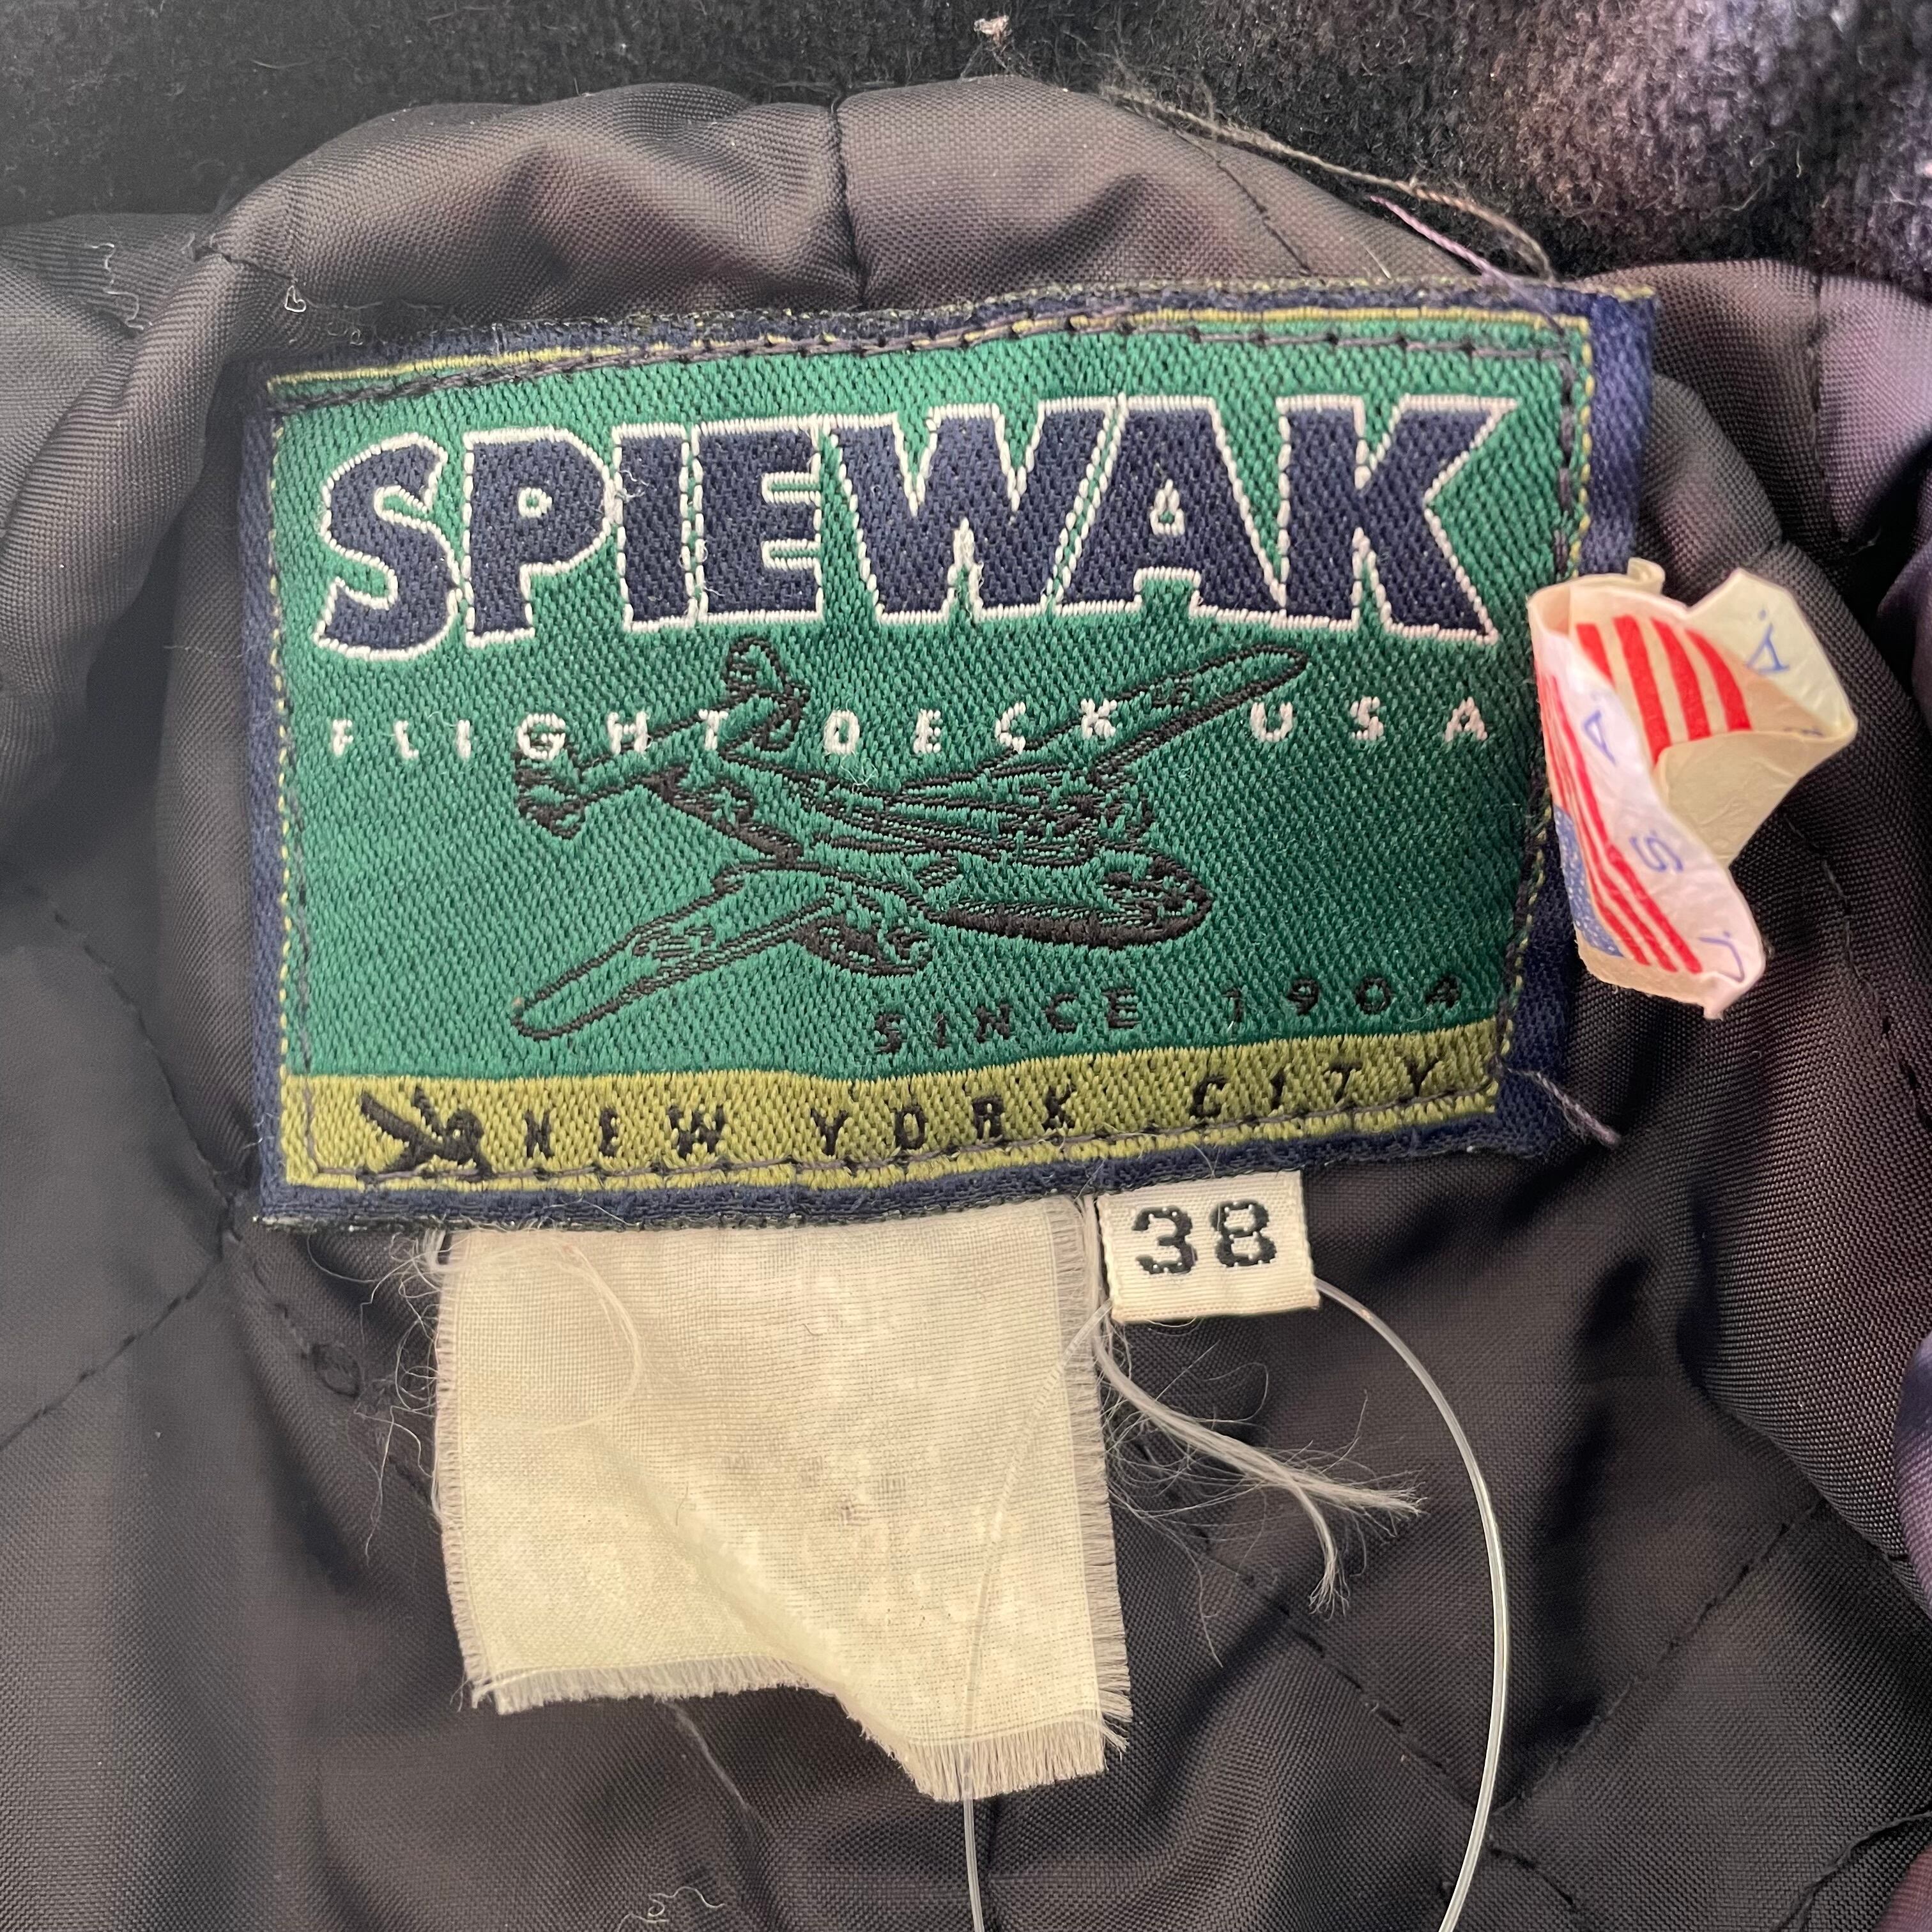 SPIEWAK
FLIGHT DECK USA
SINCE 1904
NEW YORK CITY
38
U.S.A.
A.